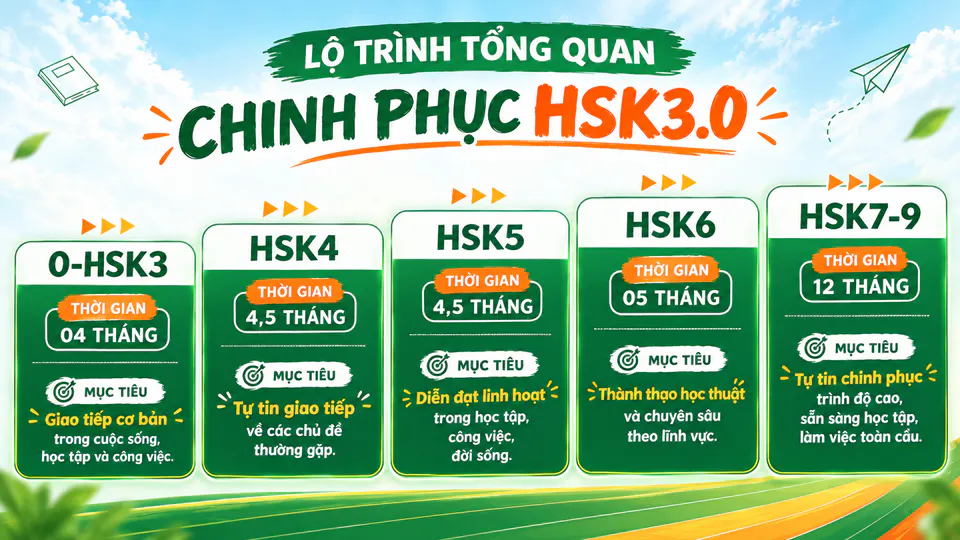 LỘ TRÌNH TỔNG QUAN
CHINH PHỤC HSK3.0
0-HSK3
THỜI GIAN
04 THÁNG
MỤC TIÊU
Giao tiếp cơ bản
trong cuộc sống,
học tập và công việc.
HSK4
THỜI GIAN
4,5 THÁNG
MỤC TIÊU
Tự tin giao tiếp
về các chủ đề
thường gặp.
HSK5
THỜI GIAN
4,5 THÁNG
MỤC TIÊU
Diễn đạt linh hoạt
trong học tập,
công việc,
đời sống.
HSK6
THỜI GIAN
05 THÁNG
MỤC TIÊU
Thành thạo học thuật
và chuyên sâu
theo lĩnh vực.
HSK7-9
THỜI GIAN
12 THÁNG
MỤC TIÊU
Tự tin chinh phục
trình độ cao,
sẵn sàng học tập,
làm việc toàn cầu.